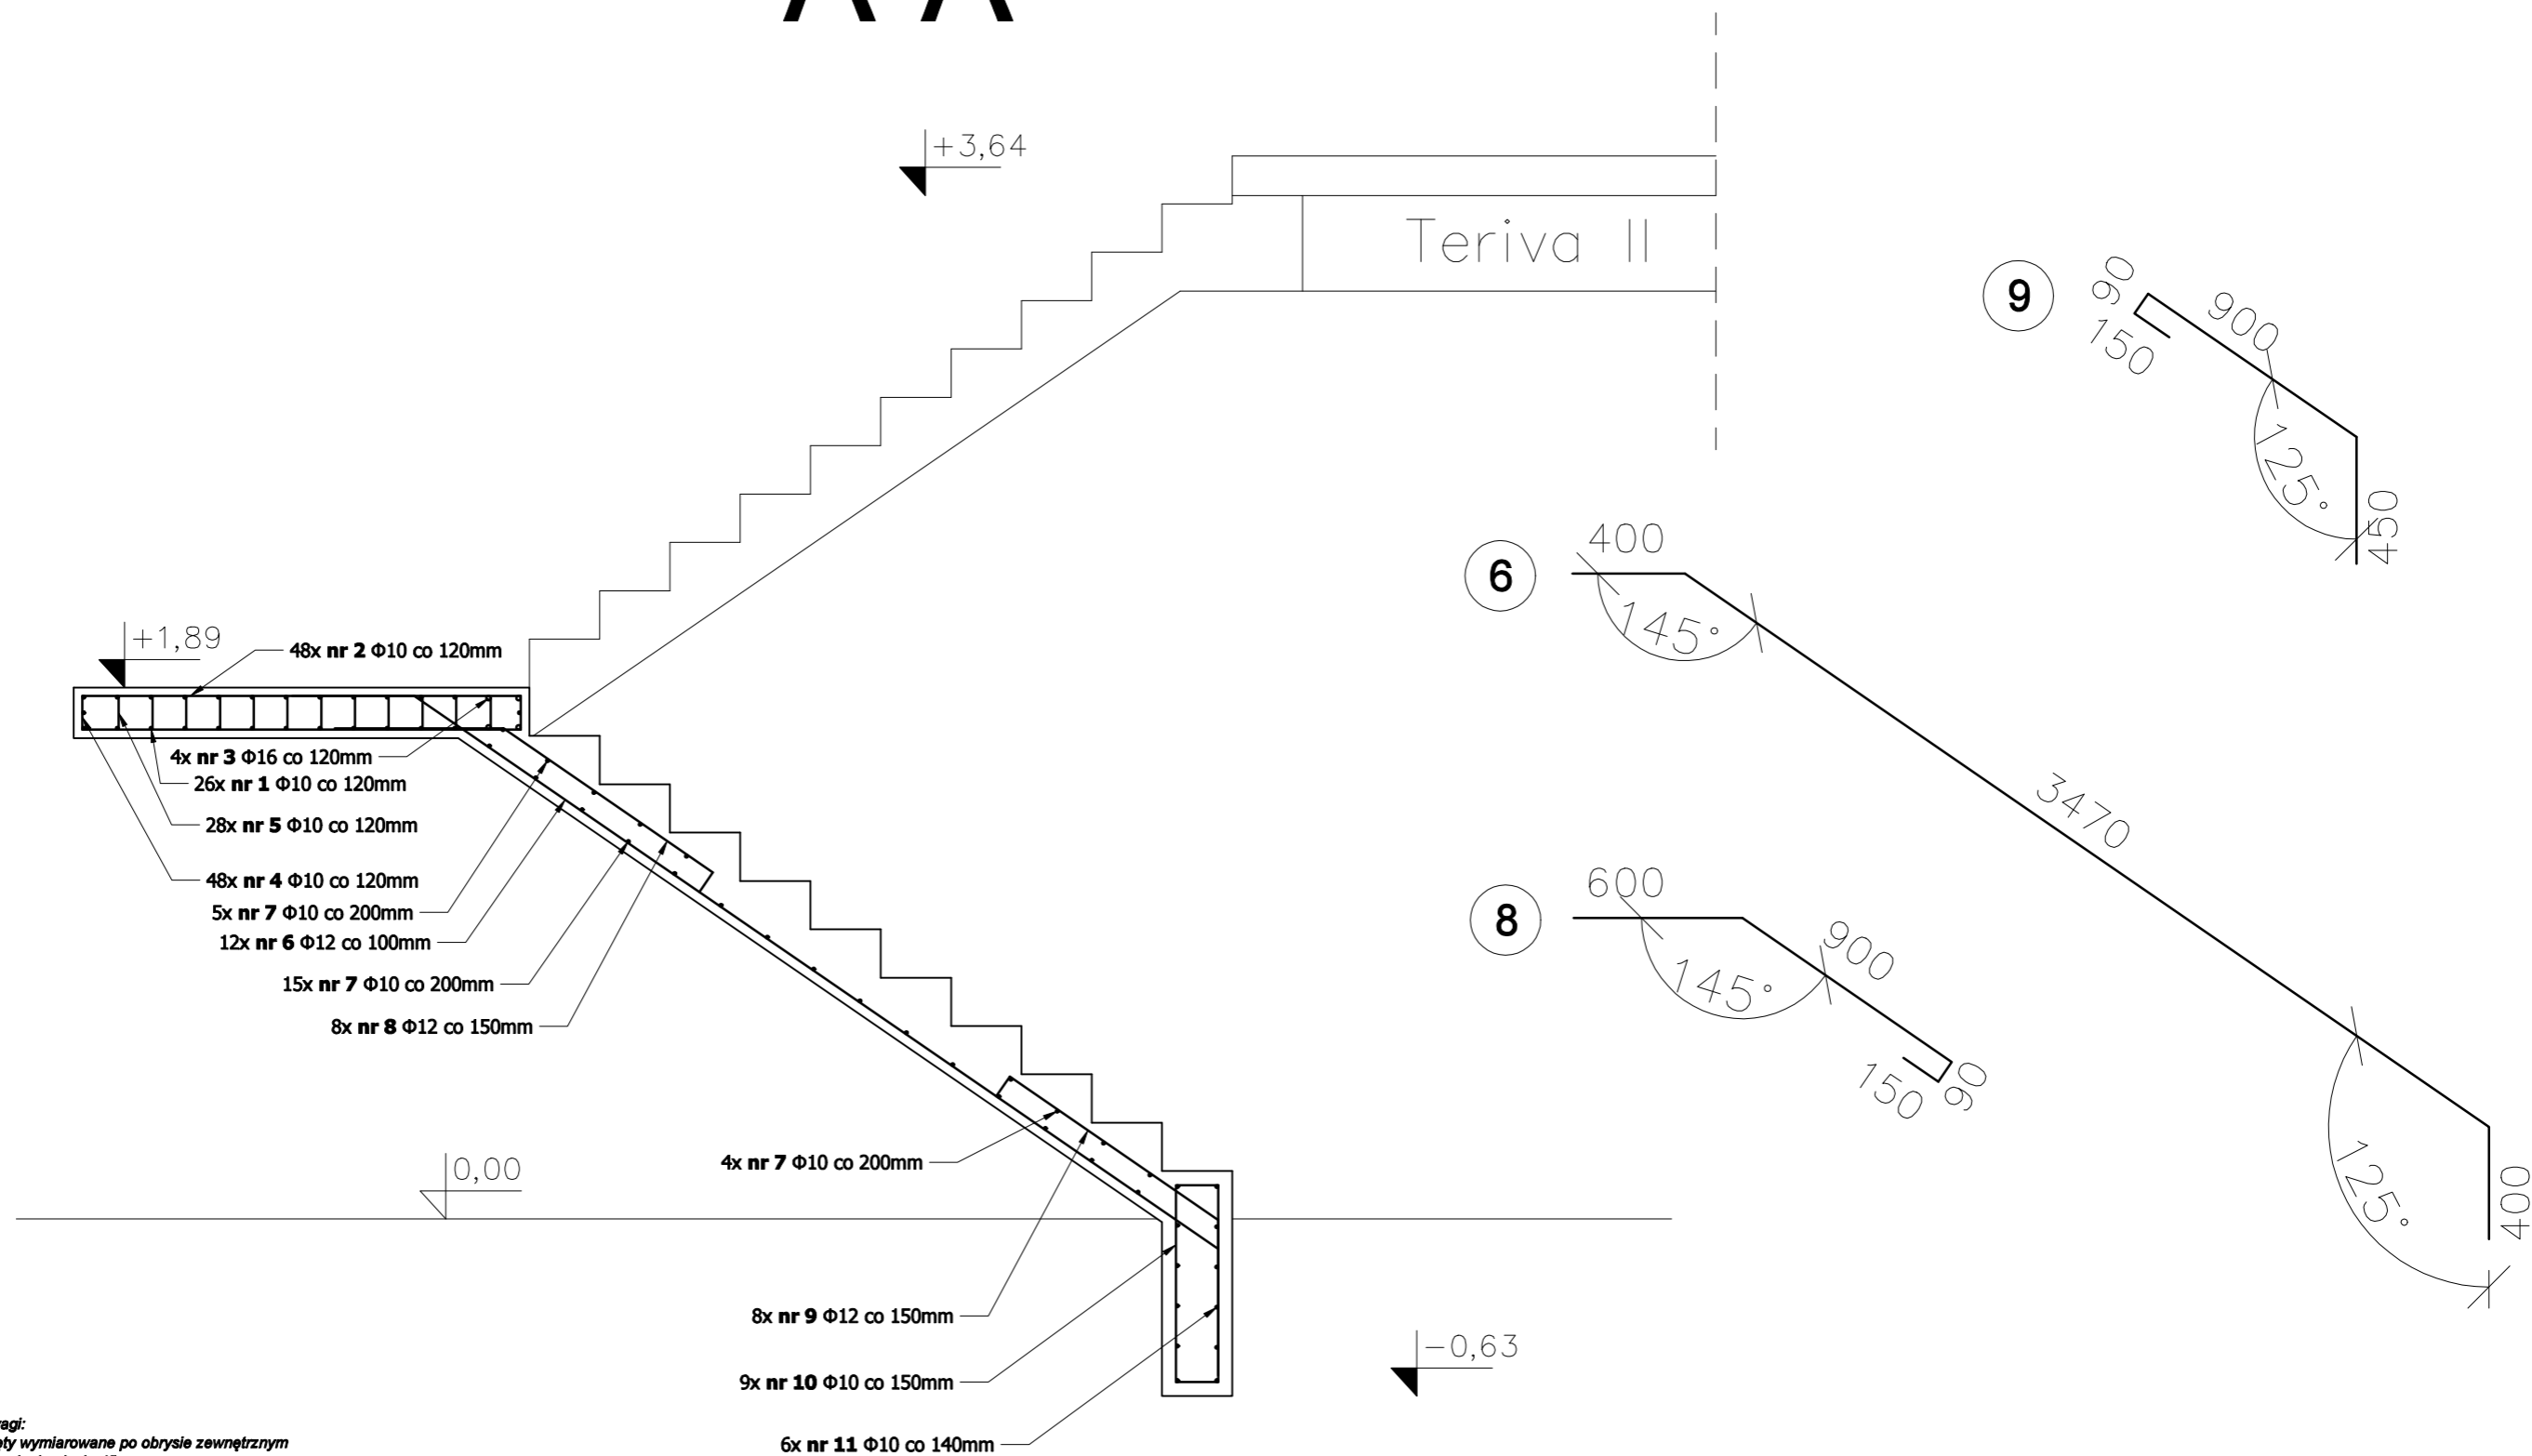 +3,64
Teriva II
9
90
900
150
125°
450
6
400
145°
+1,89
48x nr 2 Φ10 co 120mm
4x nr 3 Φ16 co 120mm
26x nr 1 Φ10 co 120mm
28x nr 5 Φ10 co 120mm
48x nr 4 Φ10 co 120mm
5x nr 7 Φ10 co 200mm
12x nr 6 Φ12 co 100mm
15x nr 7 Φ10 co 200mm
8x nr 8 Φ12 co 150mm
3470
8
600
145°
900
150
90
125°
400
0,00
4x nr 7 Φ10 co 200mm
8x nr 9 Φ12 co 150mm
9x nr 10 Φ10 co 150mm
6x nr 11 Φ10 co 140mm
-0,63
agi:
ty wymiarowane po obrysie zewnętrznym